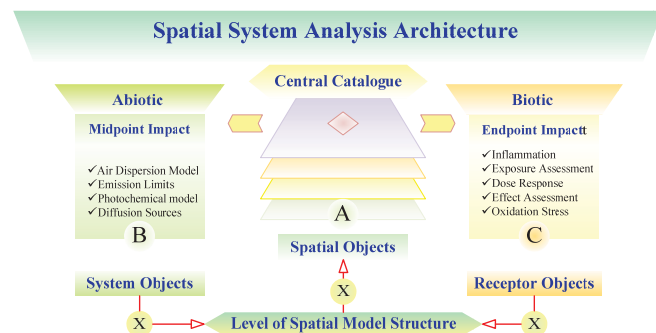 Spatial System Analysis Architecture
Central Catalogue
Abiotic
Midpoint Impact
✓Air Dispersion Model
✓Emission Limits
✓Photochemical model
✓Diffusion Sources
B
A
Spatial Objects
Biotic
Endpoint Impactt
✓Inflammation
✓Exposure Assessment
✓Dose Response
✓Effect Assessment
✓Oxidation Stress
C
System Objects
Receptor Objects
X
X
X
Level of Spatial Model Structure